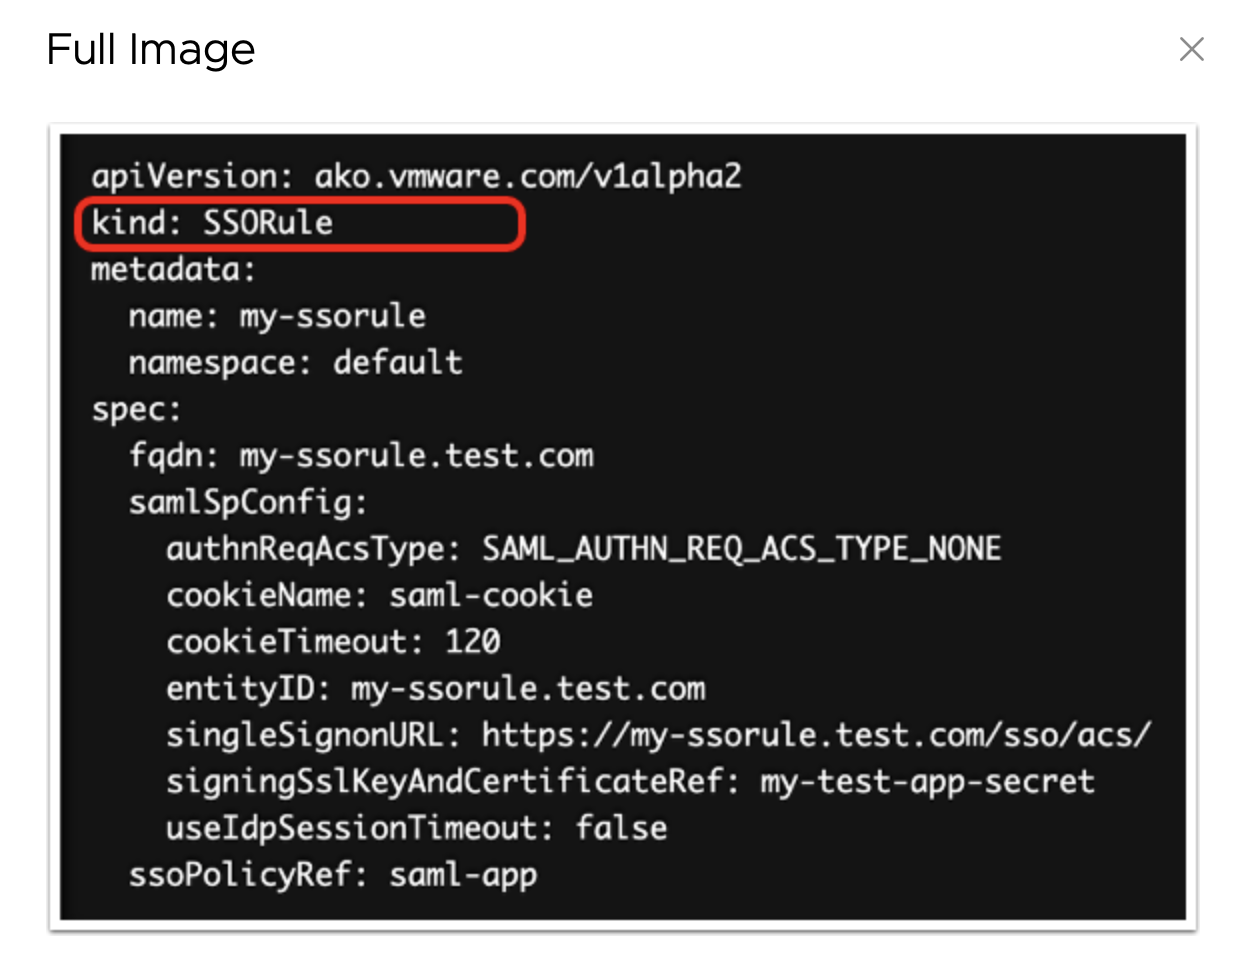 Full Image
apiVersion: ako.vmware.com/v1alpha2
kind: SSORule
metadata:
  name: my-ssorule
  namespace: default
spec:
  fqdn: my-ssorule.test.com
  samlSpConfig:
    authnReqAcsType: SAML_AUTHN_REQ_ACS_TYPE_NONE
    cookieName: saml-cookie
    cookieTimeout: 120
    entityID: my-ssorule.test.com
    singleSignonURL: https://my-ssorule.test.com/sso/acs/
    signingSslKeyAndCertificateRef: my-test-app-secret
    useIdpSessionTimeout: false
  ssoPolicyRef: saml-app